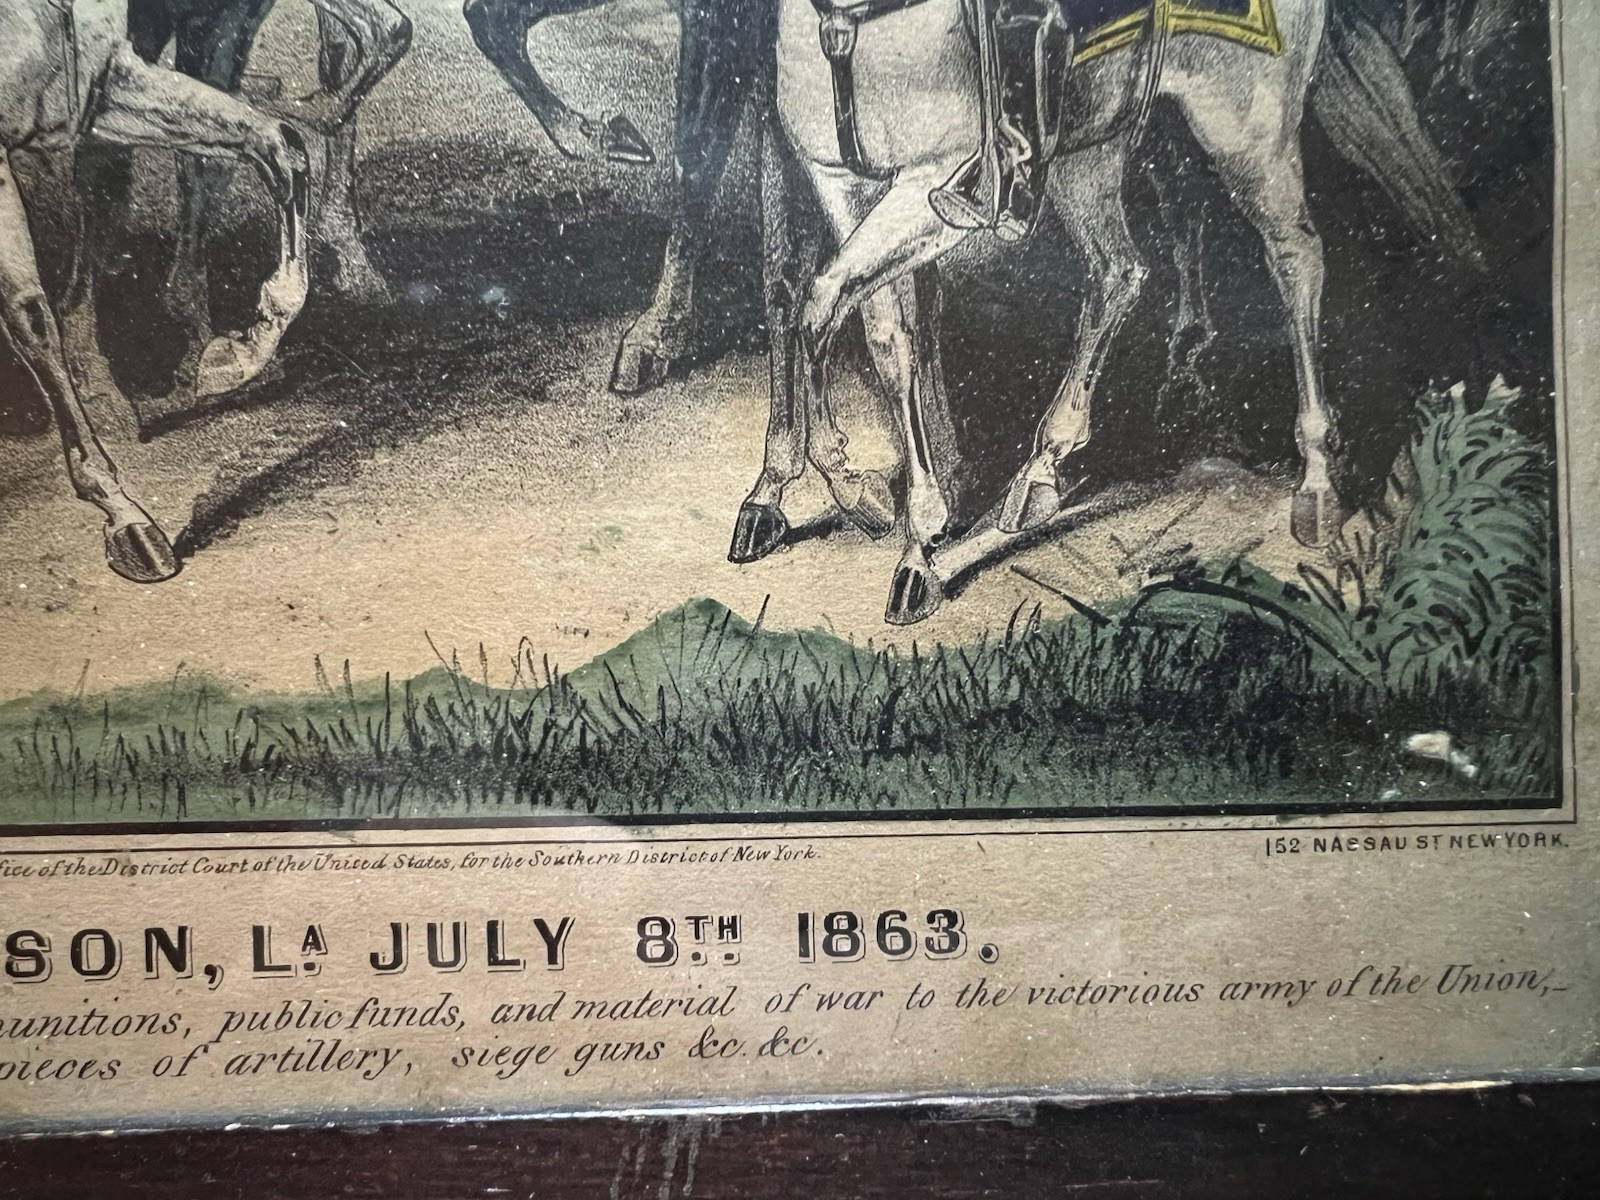 fice of the District Court of the United States, for the Southern District of New York.
152 NASSAU ST NEW YORK.
SON, LA JULY 8TH 1863.
unitions, public funds, and material of war to the victorious army of the Union,–
pieces of artillery, siege guns &c. &c.